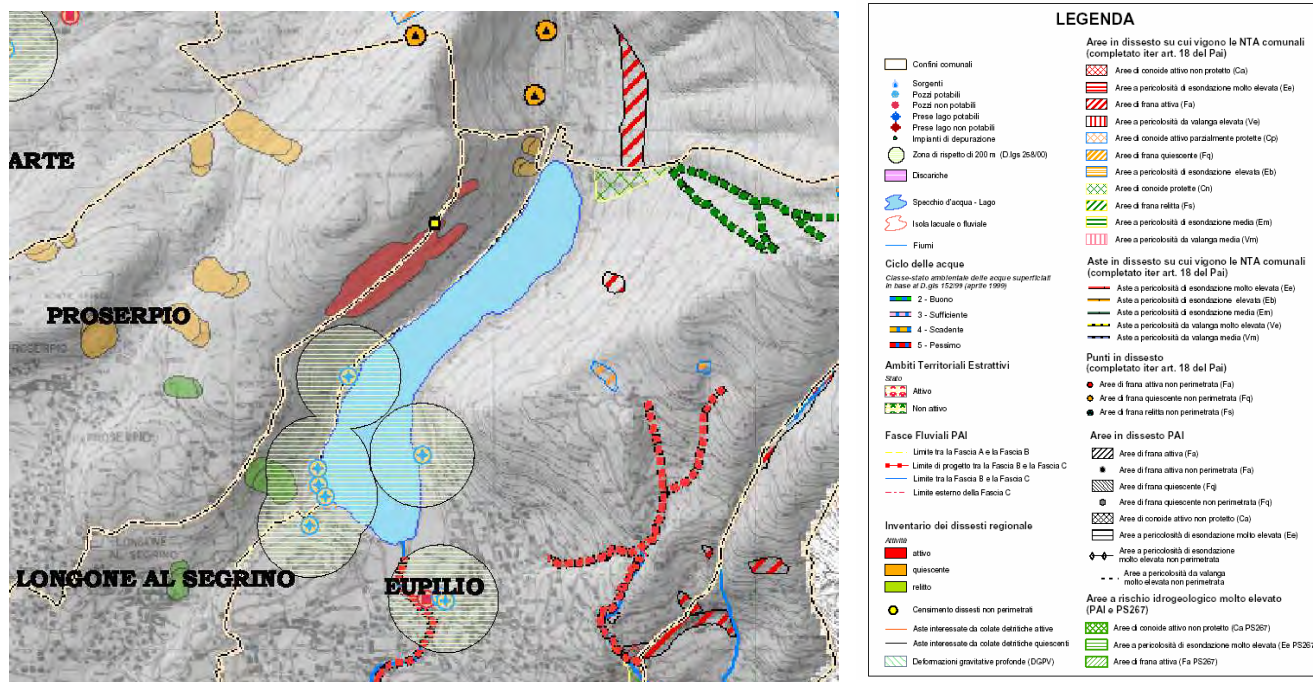 ARTE
PROSERPIO
PROSERPIO
PROSERPIO
LONGONE
AL SEGRINO
LONGONE AL SEGRINO
EUPILIO
LEGENDA
Confini comunali
Sorgenti
Pozzi potabili
Pozzi non potabili
Prese lago potabili
Prese lago non potabili
Impianti di depurazione
Zona di rispetto di 200 m (D.lgs 258/00)
Discariche
Specchio d'acqua - Lago
Isola lacuale o fluviale
Fiumi
Ciclo delle acque
Classe-stato ambientale delle acque superficiali
in base al D.gls 152/99 (aprile 1999)
2 - Buono
3 - Sufficiente
4 - Scadente
5 - Pessimo
Ambiti Territoriali Estrattivi
Stato
Attivo
Non attivo
Fasce Fluviali PAI
Limite tra la Fascia A e la Fascia B
Limite di progetto tra la Fascia B e la Fascia C
Limite tra la Fascia B e la Fascia C
Limite esterno della Fascia C
Inventario dei dissesti regionale
Attività
attivo
quiescente
relitto
Censimento dissesti non perimetrati
Aste interessate da colate detritiche attive
Aste interessate da colate detritiche quiescenti
Deformazioni gravitative profonde (DGPV)
Aree in dissesto su cui vigono le NTA comunali
(completato iter art. 18 del Pai)
Aree di conoide attivo non protetto (Ca)
Aree a pericolosità di esondazione molto elevata (Ee)
Aree di frana attiva (Fa)
Aree a pericolosità da valanga elevata (Ve)
Aree di conoide attivo parzialmente protette (Cp)
Aree di frana quiescente (Fq)
Aree a pericolosità di esondazione elevata (Eb)
Aree di conoide protette (Cn)
Aree di frana relitta (Fs)
Aree a pericolosità di esondazione media (Em)
Aree a pericolosità da valanga media (Vm)
Aste in dissesto su cui vigono le NTA comunali
(completato iter art. 18 del Pai)
Aste a pericolosità di esondazione molto elevata (Ee)
Aste a pericolosità di esondazione elevata (Eb)
Aste a pericolosità di esondazione media (Em)
Aste a pericolosità da valanga molto elevata (Ve)
Aste a pericolosità da valanga media (Vm)
Punti in dissesto
(completato iter art. 18 del Pai)
Aree di frana attiva non perimetrata (Fa)
Aree di frana quiescente non perimetrata (Fq)
Aree di frana relitta non perimetrata (Fs)
Aree in dissesto PAI
Aree di frana attiva (Fa)
Aree di frana attiva non perimetrata (Fa)
Aree di frana quiescente (Fq)
Aree di frana quiescente non perimetrata (Fq)
Aree di conoide attivo non protetto (Ca)
Aree a pericolosità di esondazione molto elevata (Ee)
Aree a pericolosità di esondazione
molto elevata non perimetrata
Aree a pericolosità da valanga
molto elevata non perimetrata
Aree a rischio idrogeologico molto elevato
(PAI e PS267)
Aree di conoide attivo non protetto (Ca PS267)
Aree a pericolosità di esondazione molto elevata (Ee PS267
Aree di frana attiva (Fa PS267)